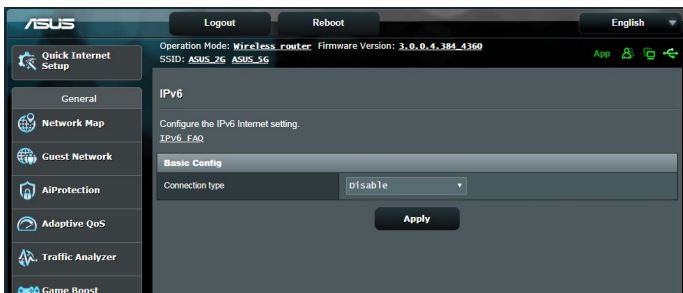 ASUS
Logout
Reboot
English
Quick Internet
Setup
Operation Mode: Wireless router Firmware Version: 3.0.0.4.384_4360
SSID: ASUS_2G ASUS_5G
App
General
Network Map
Guest Network
AiProtection
Adaptive QoS
Traffic Analyzer
Game Boost
IPv6
Configure the IPv6 Internet setting.
IPv6 FAQ
Basic Config
Connection type
Disable
Apply